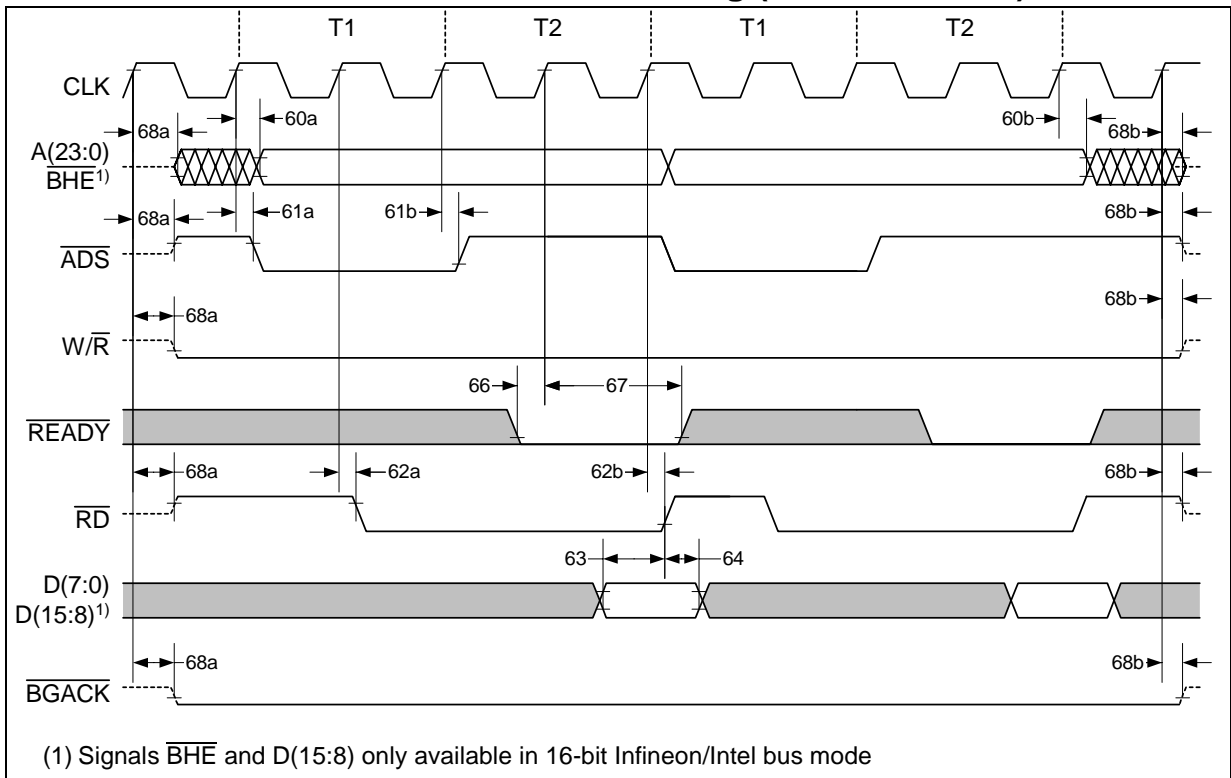 T1 T2 T1 T2
CLK
68a 60a 60b 68b
A(23:0)
BHE1)
68a 61a 61b 68b
ADS
68a 68b
W/R
66 67
READY
68a 62a 62b 68b
RD
63 64
D(7:0)
D(15:8)1)
68a 68b
BGACK
(1) Signals BHE and D(15:8) only available in 16-bit Infineon/Intel bus mode